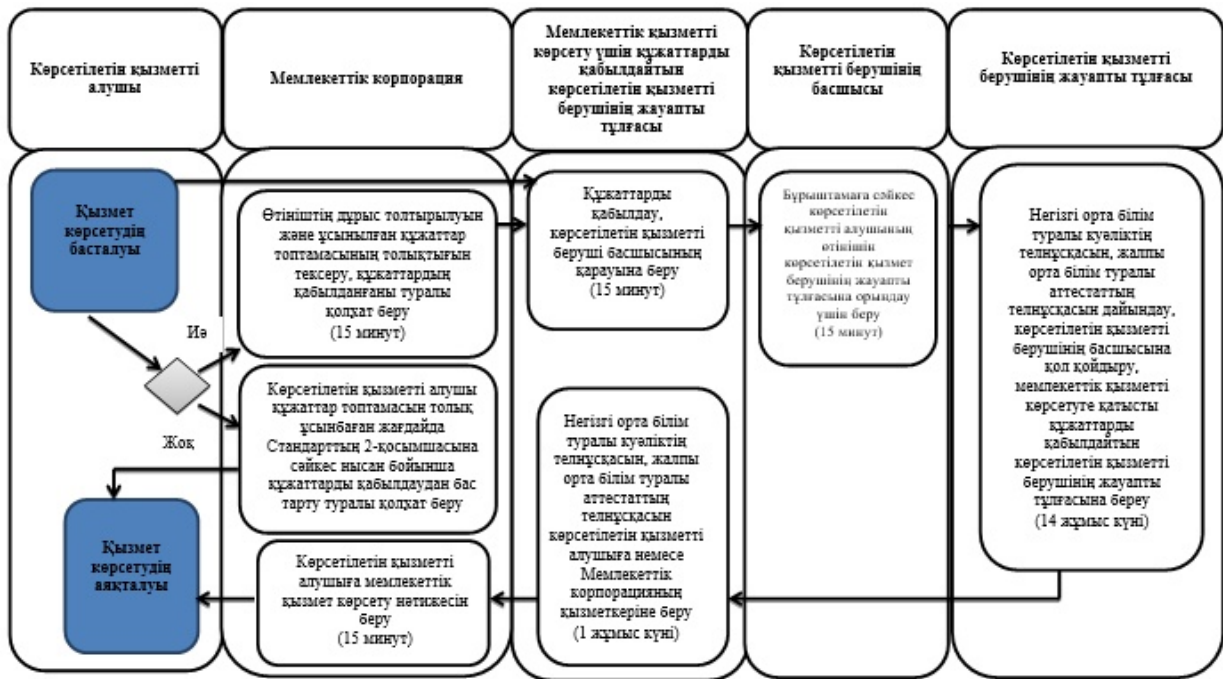 Көрсетілетін қызметті
алушы
Мемлекеттік корпорация
Мемлекеттік қызметті
көрсету үшін құжаттарды
қабылдайтын
көрсетілетін қызметті
берушінің жауапты
тұлғасы
Көрсетілетін
қызметті берушінің
басшысы
Көрсетілетін қызметті
берушінің жауапты тұлғасы
Қызмет
көрсетудің
басталуы
Иә
Жоқ
Қызмет
көрсетудің
аяқталуы
Өтініштің дұрыс толтырылуын
және ұсынылған құжаттар
топтамасының толықтығын
тексеру, құжаттардың
қабылданғаны туралы
қолхат беру
(15 минут)
Көрсетілетін қызметті алушы
құжаттар топтамасын толық
ұсынбаған жағдайда
Стандарттың 2-қосымшасына
сәйкес нысан бойынша
құжаттарды қабылдаудан бас
тарту туралы қолхат беру
Көрсетілетін қызметті
алушыға мемлекеттік
қызмет көрсету нәтижесін
беру
(15 минут)
Құжаттарды
қабылдау,
көрсетілетін қызметті
беруші басшысының
қарауына беру
(15 минут)
Негізгі орта білім
туралы куәліктің
телнұсқасын, жалпы
орта білім туралы
аттестаттың
телнұсқасын
көрсетілетін қызметті
алушыға немесе
Мемлекеттік
корпорацияның
қызметкеріне беру
(1 жұмыс күні)
Бұрыштамаға сәйкес
көрсетілетін
қызметті алушының
өтінішін
көрсетілетін қызмет
берушінің жауапты
тұлғасына орындау
үшін беру
(15 минут)
Негізгі орта білім
туралы куәліктің
телнұсқасын, жалпы
орта білім туралы
аттестаттың
телнұсқасын дайындау,
көрсетілетін қызметті
берушінің басшысына
қол қойдыру,
мемлекеттік қызметті
көрсетуге қатысты
құжаттарды
қабылдайтын
көрсетілетін қызметті
берушінің жауапты
тұлғасына береу
(14 жұмыс күні)